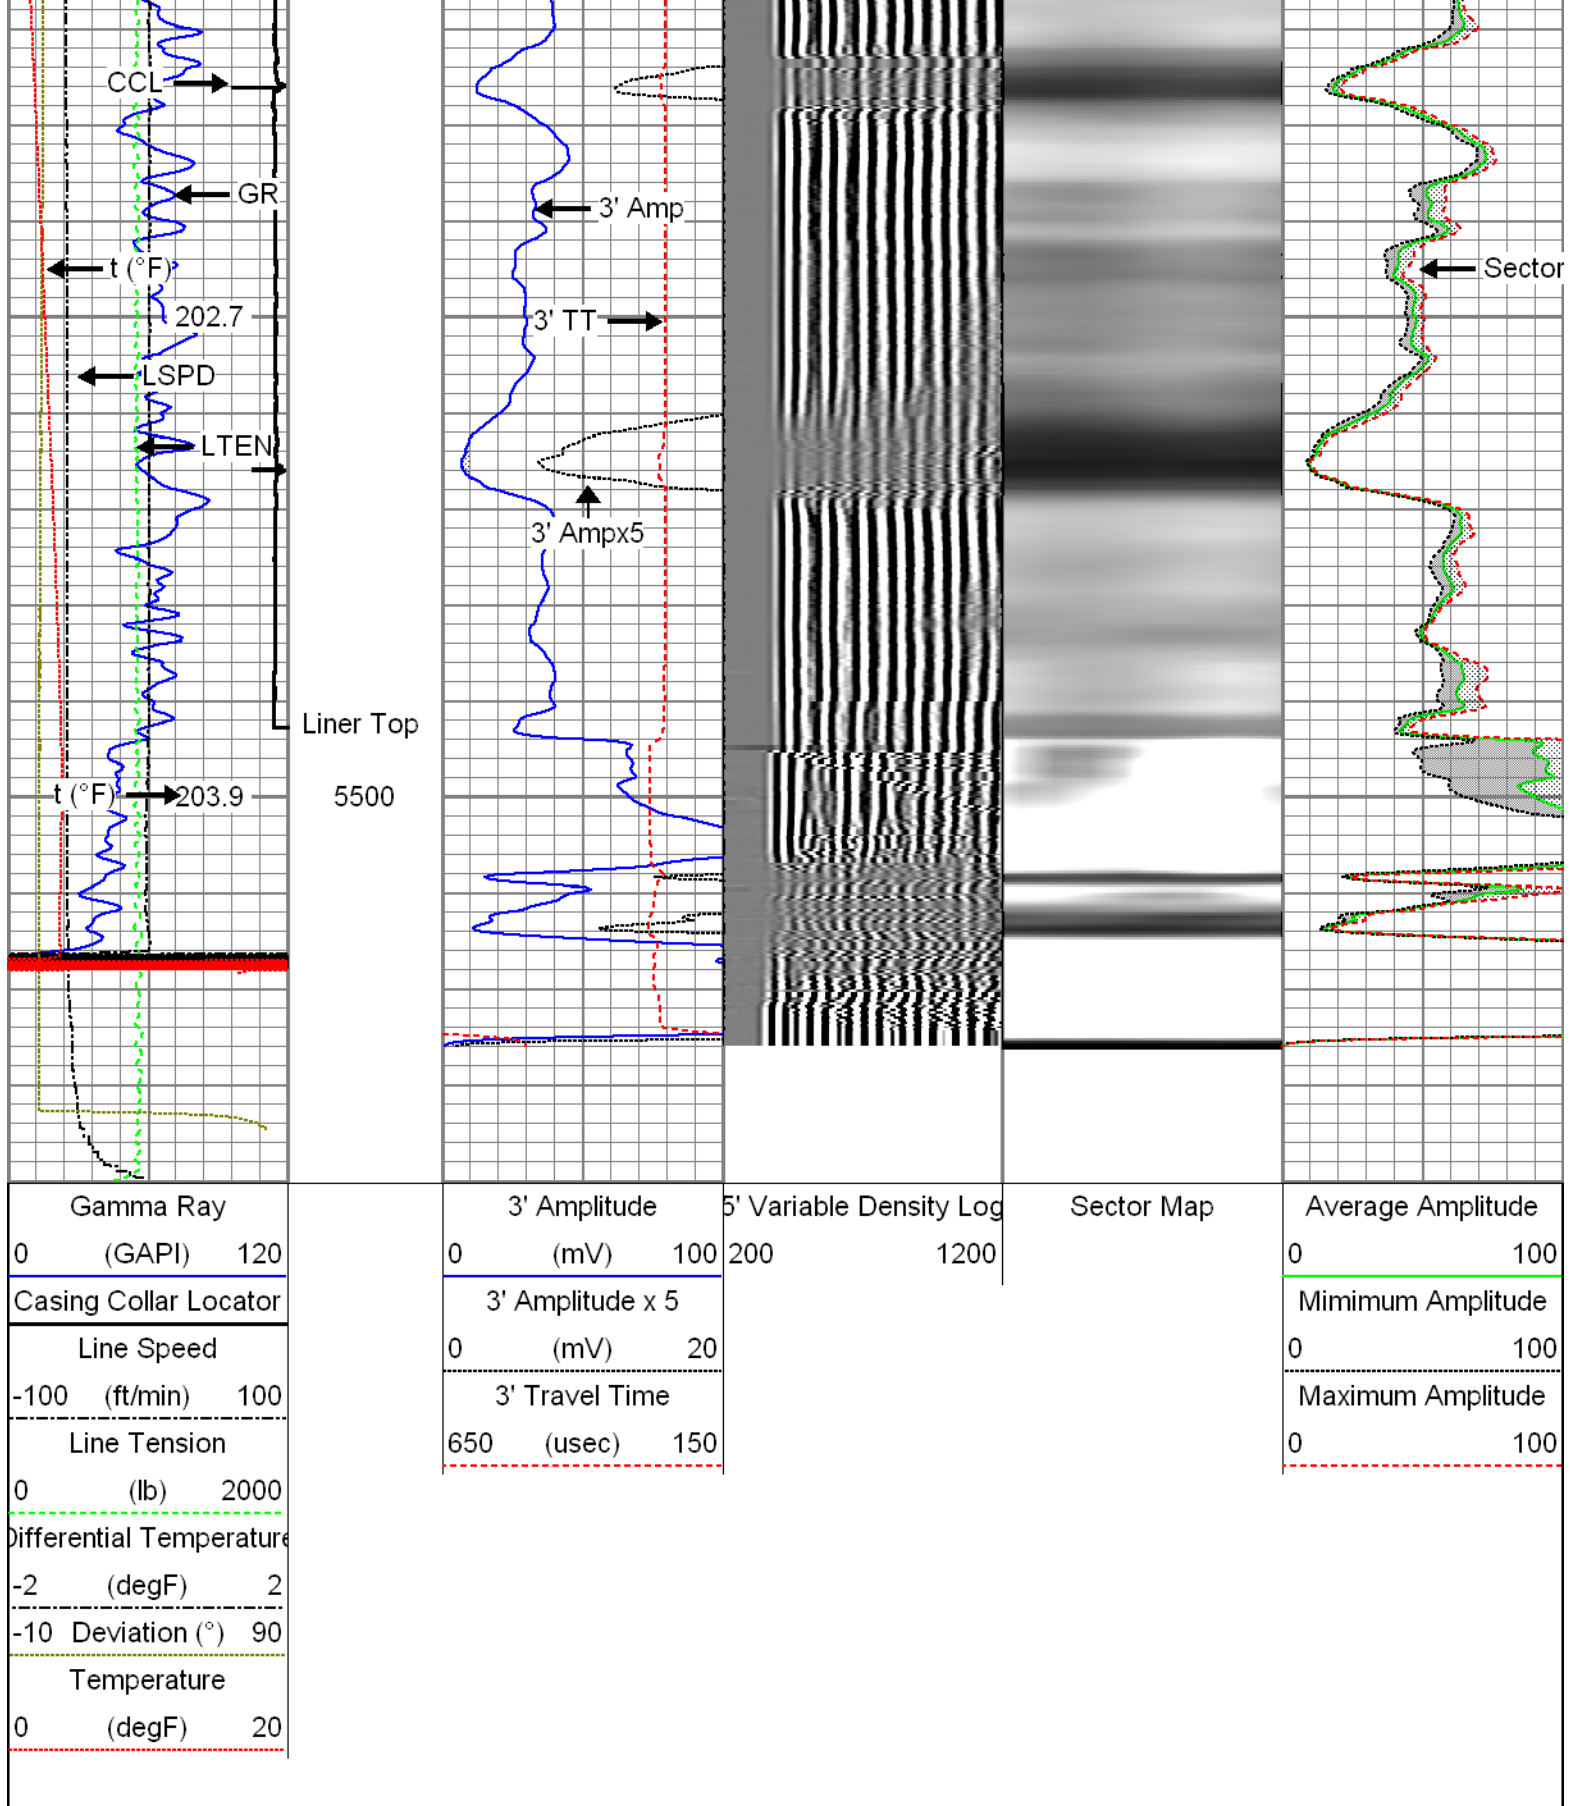 CCL
GR
3' Amp
t (°F)
Sector
202.7
3' TT
LSPD
LTEN
3' Ampx5
Liner Top
t (°F)
203.9
5500
Gamma Ray
0 (GAPI) 120
Casing Collar Locator
Line Speed
-100 (ft/min) 100
Line Tension
0 (lb) 2000
Differential Temperature
-2 (degF) 2
-10 Deviation (°) 90
Temperature
0 (degF) 20
3' Amplitude
0 (mV) 100
3' Amplitude x 5
0 (mV) 20
3' Travel Time
650 (usec) 150
5' Variable Density Log
200 1200
Sector Map
Average Amplitude
0 100
Mimimum Amplitude
0 100
Maximum Amplitude
0 100